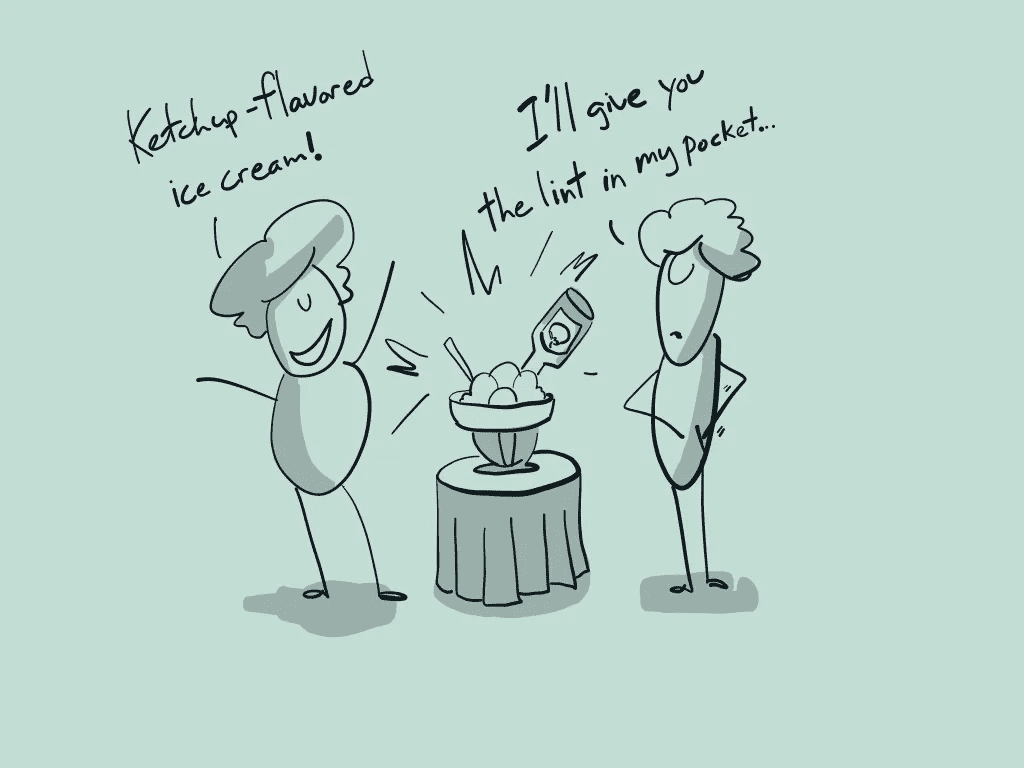 Ketchup-flavored
ice cream!
I'll give you
the lint in my pocket...